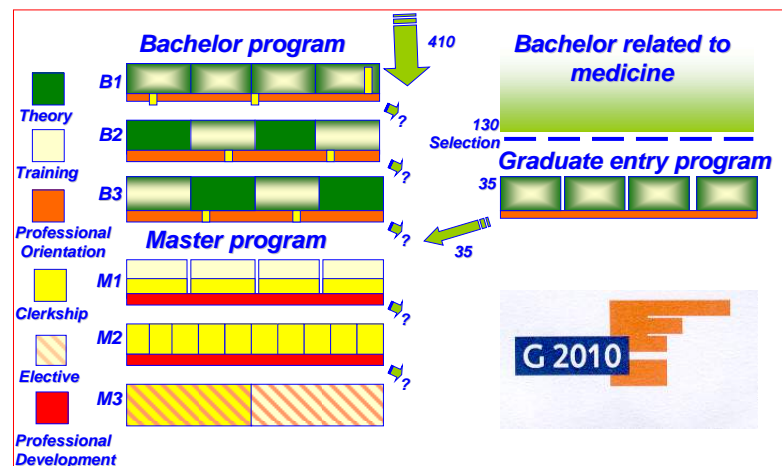 Bachelor program
410
Bachelor related to
medicine
B1
Theory
?
B2
130
Selection
Training
?
Graduate entry program
B3
35
Professional
Orientation
?
35
Master program
M1
Clerkship
?
M2
G 2010
Elective
?
M3
Professional
Development